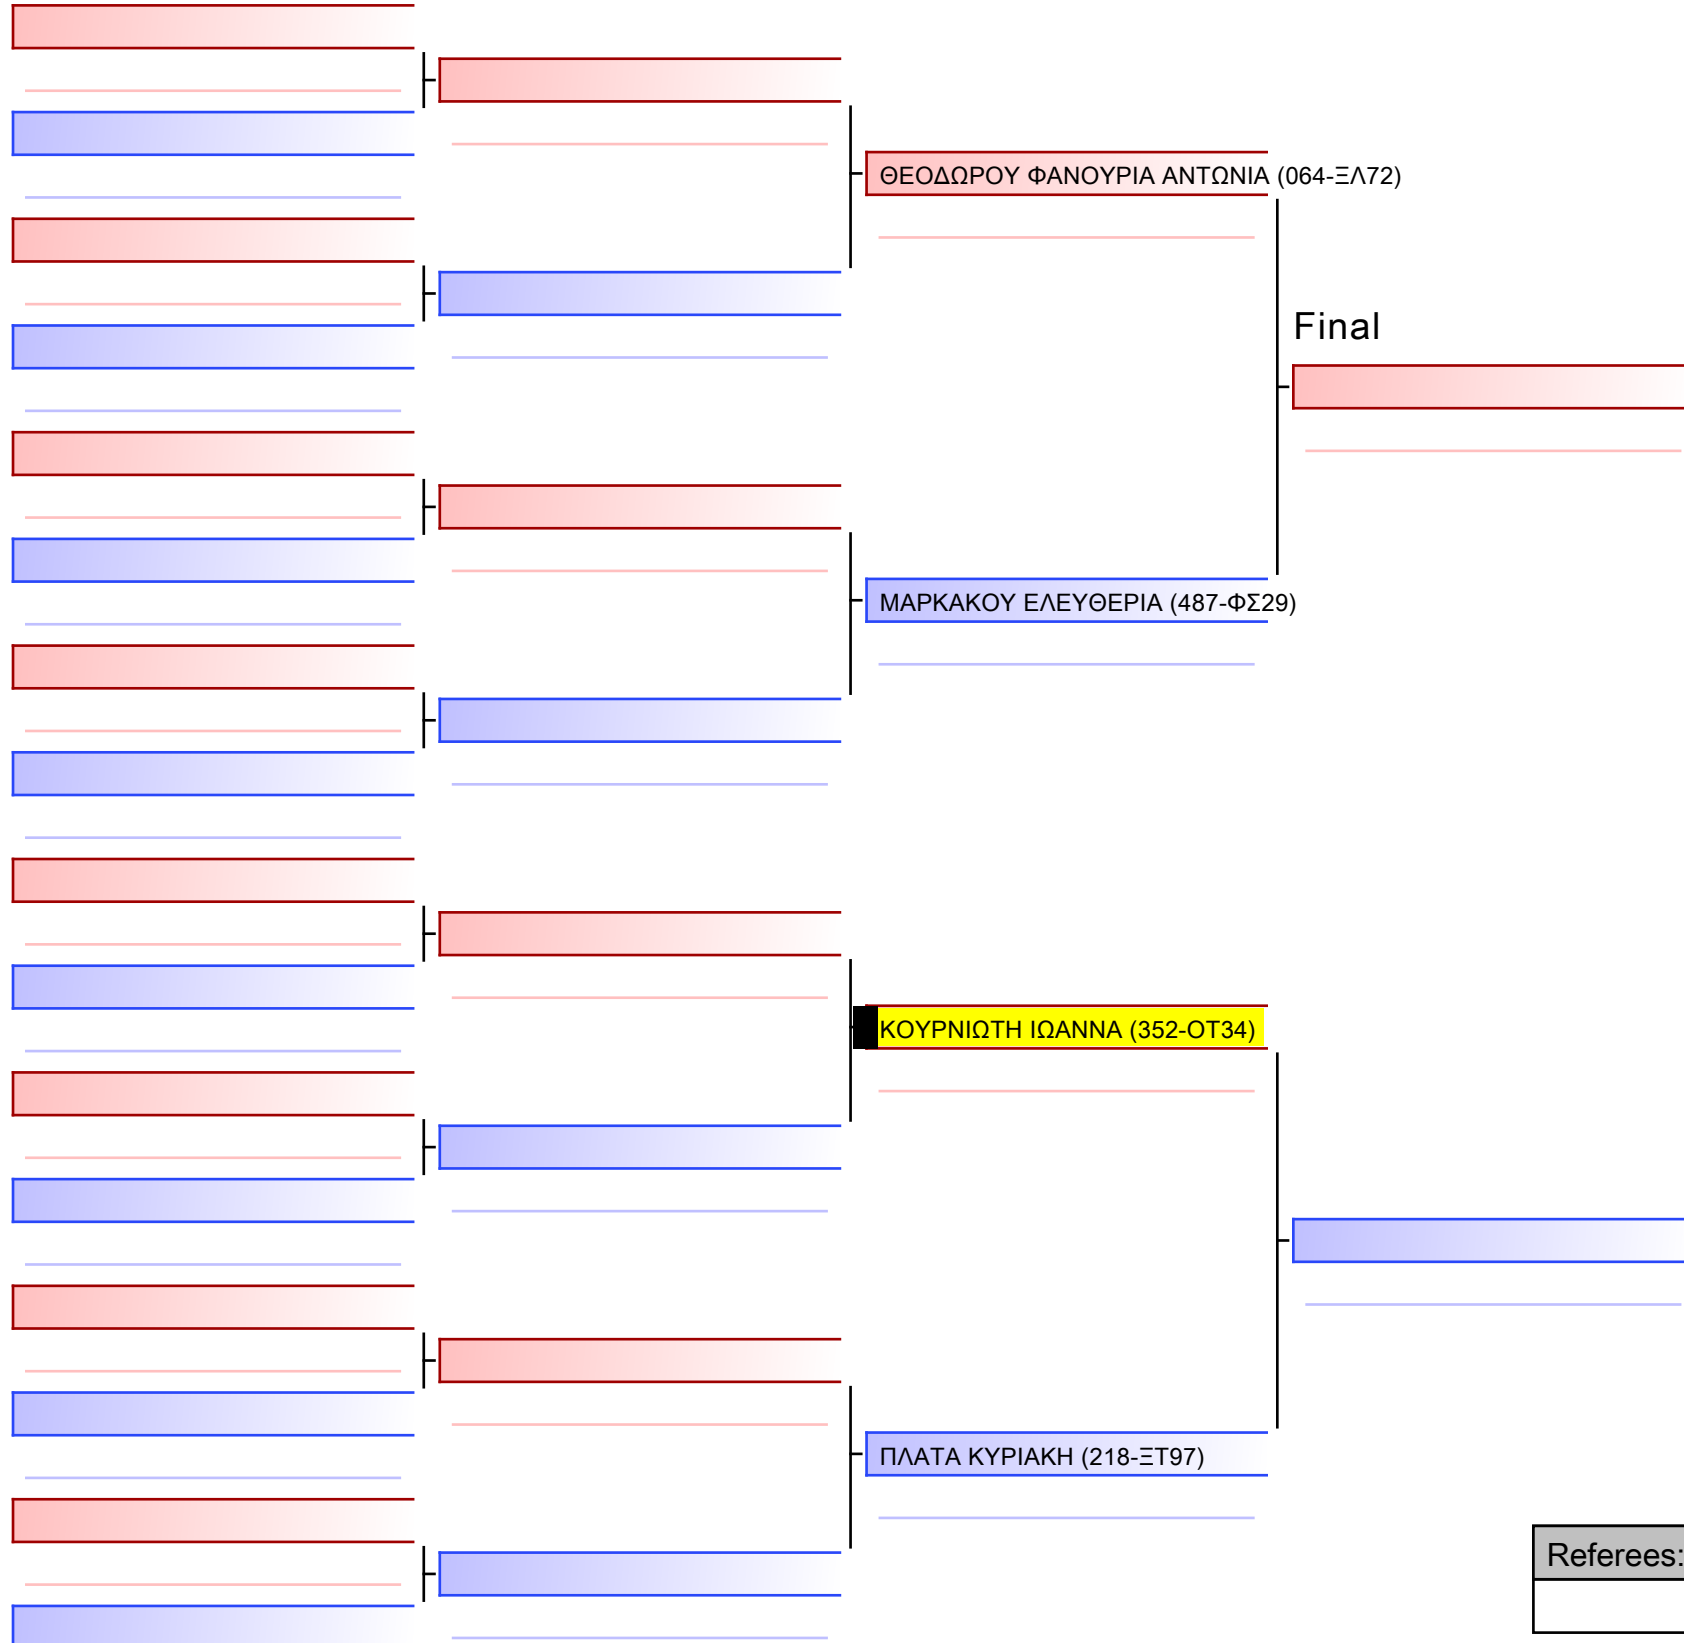 ΘΕΟΔΩΡΟΥ ΦΑΝΟΥΡΙΑ ΑΝΤΩΝΙΑ (064-ΞΛ72)
Final
ΜΑΡΚΑΚΟΥ ΕΛΕΥΘΕΡΙΑ (487-ΦΣ29)
ΚΟΥΡΝΙΩΤΗ ΙΩΑΝΝΑ (352-ΟΤ34)
ΠΛΑΤΑ ΚΥΡΙΑΚΗ (218-ΞΤ97)
Referees: